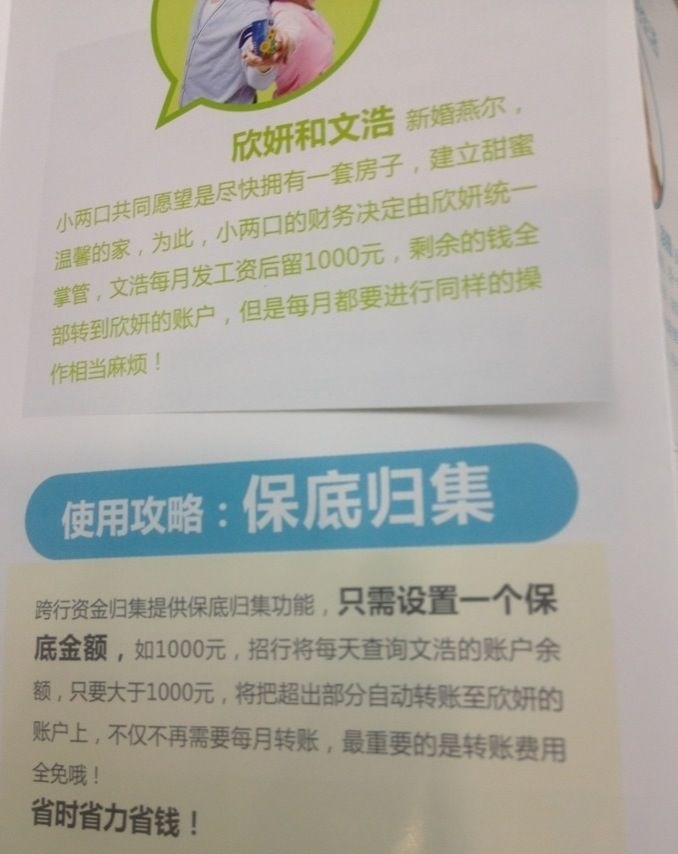 欣妍和文浩 新婚燕尔，
小两口共同愿望是尽快拥有一套房子，建立甜蜜
温馨的家，为此，小两口的财务决定由欣妍统一
掌管，文浩每月发工资后留1000元，剩余的钱全
部转到欣妍的账户，但是每月都要进行同样的操
作相当麻烦！
使用攻略：保底归集
跨行资金归集提供保底归集功能，只需设置一个保
底金额，如1000元，招行将每天查询文浩的账户余
额，只要大于1000元，将把超出部分自动转账至欣妍的
账户上，不仅不再需要每月转账，最重要的是转账费用
全免哦！
省时省力省钱！